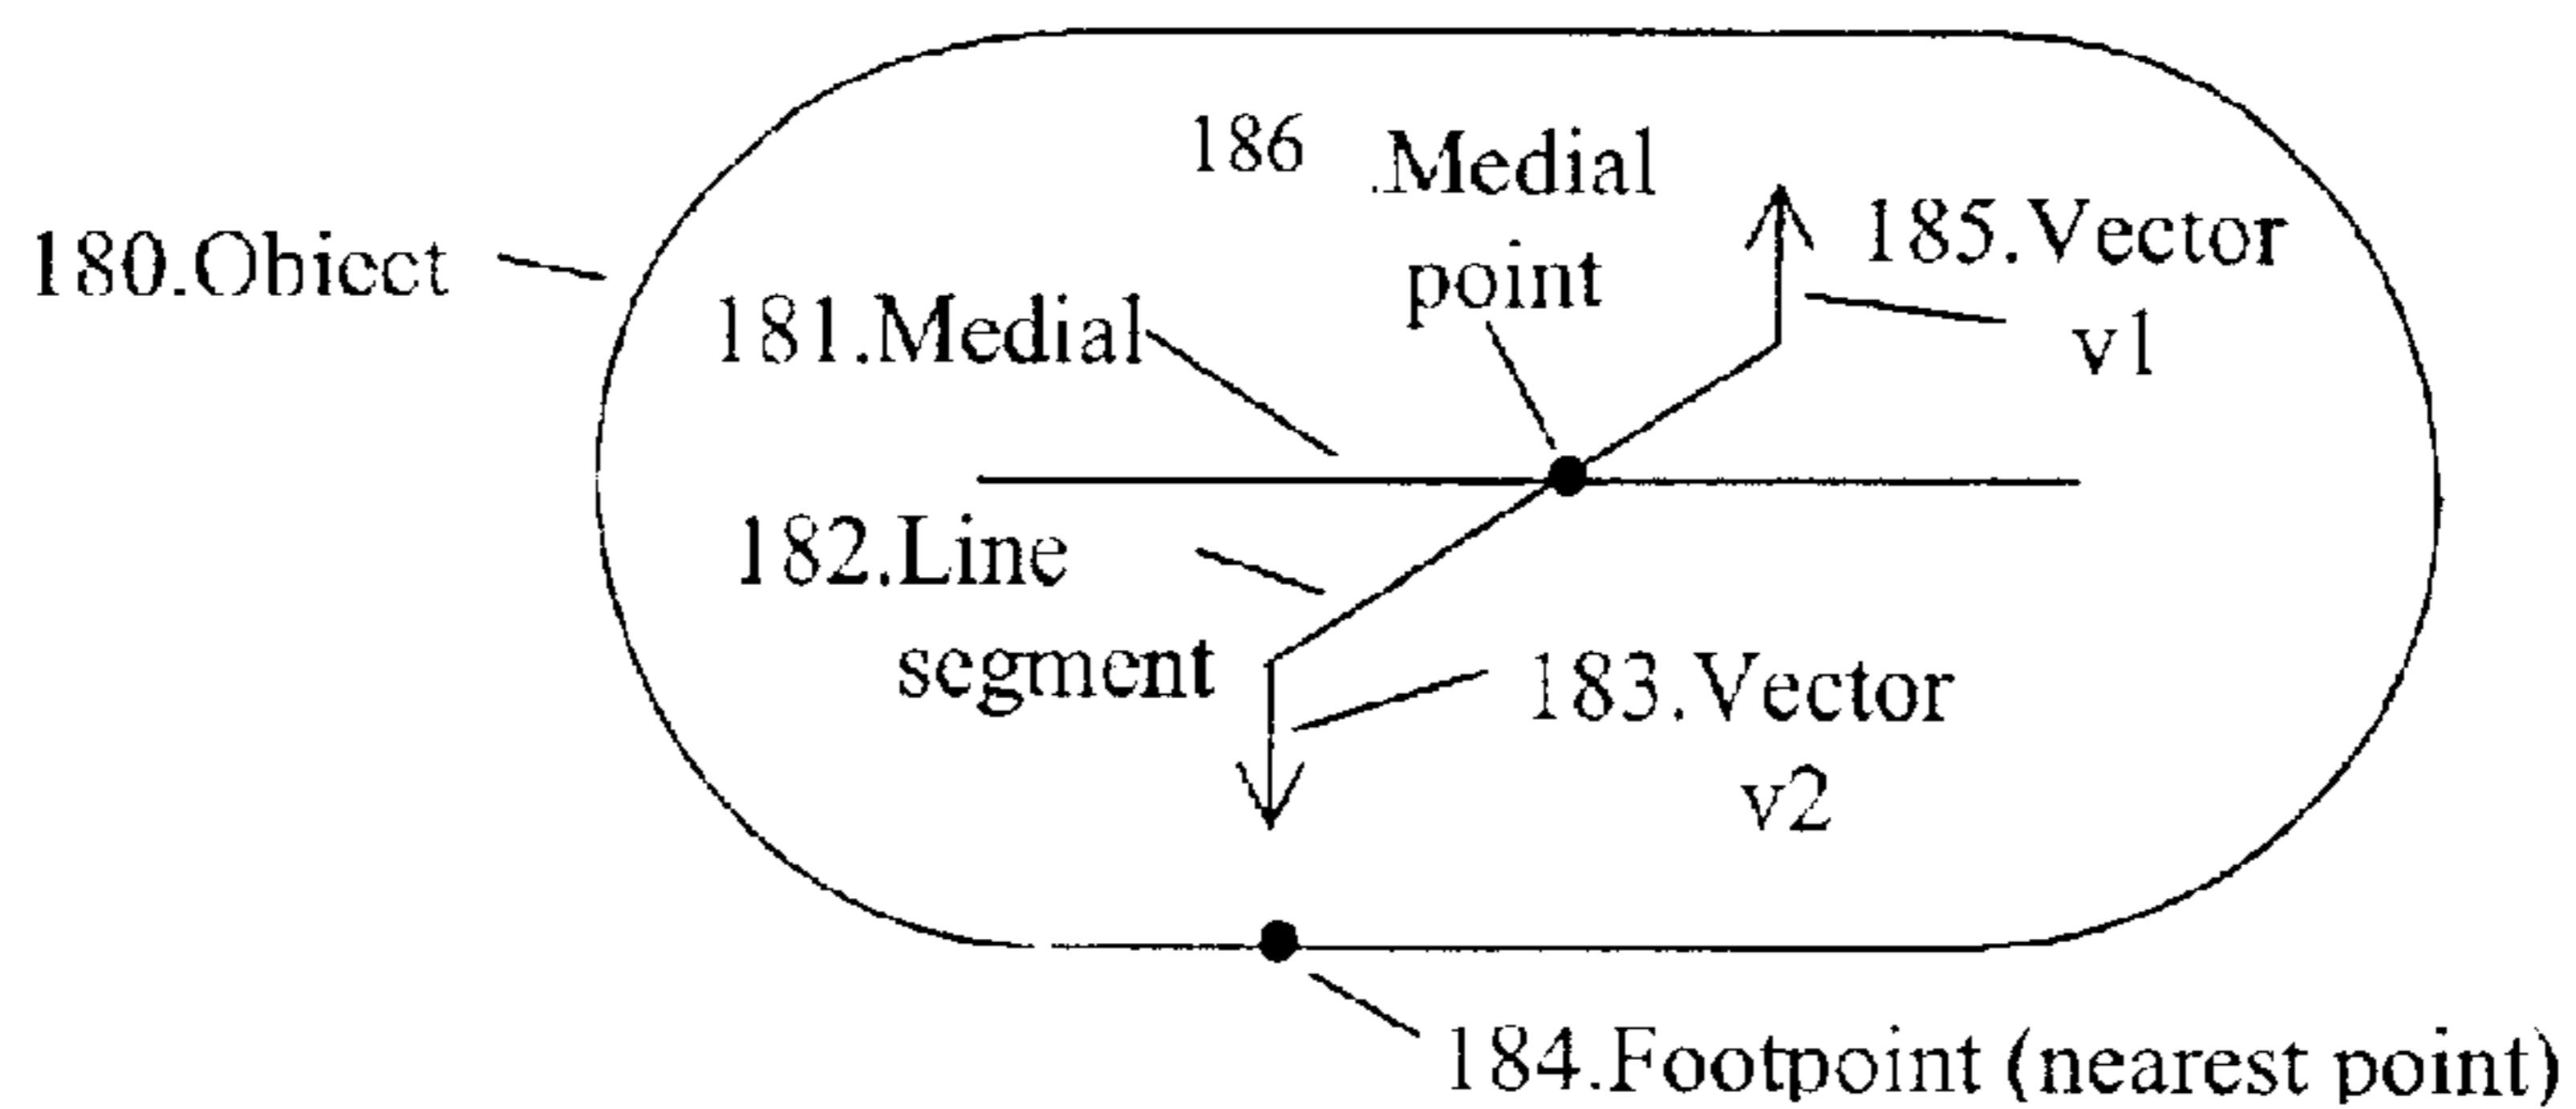 186 .Medial
point
180.Object
181.Medial
185.Vector
v1
182.Line
segment
183.Vector
v2
184.Footpoint (nearest point)